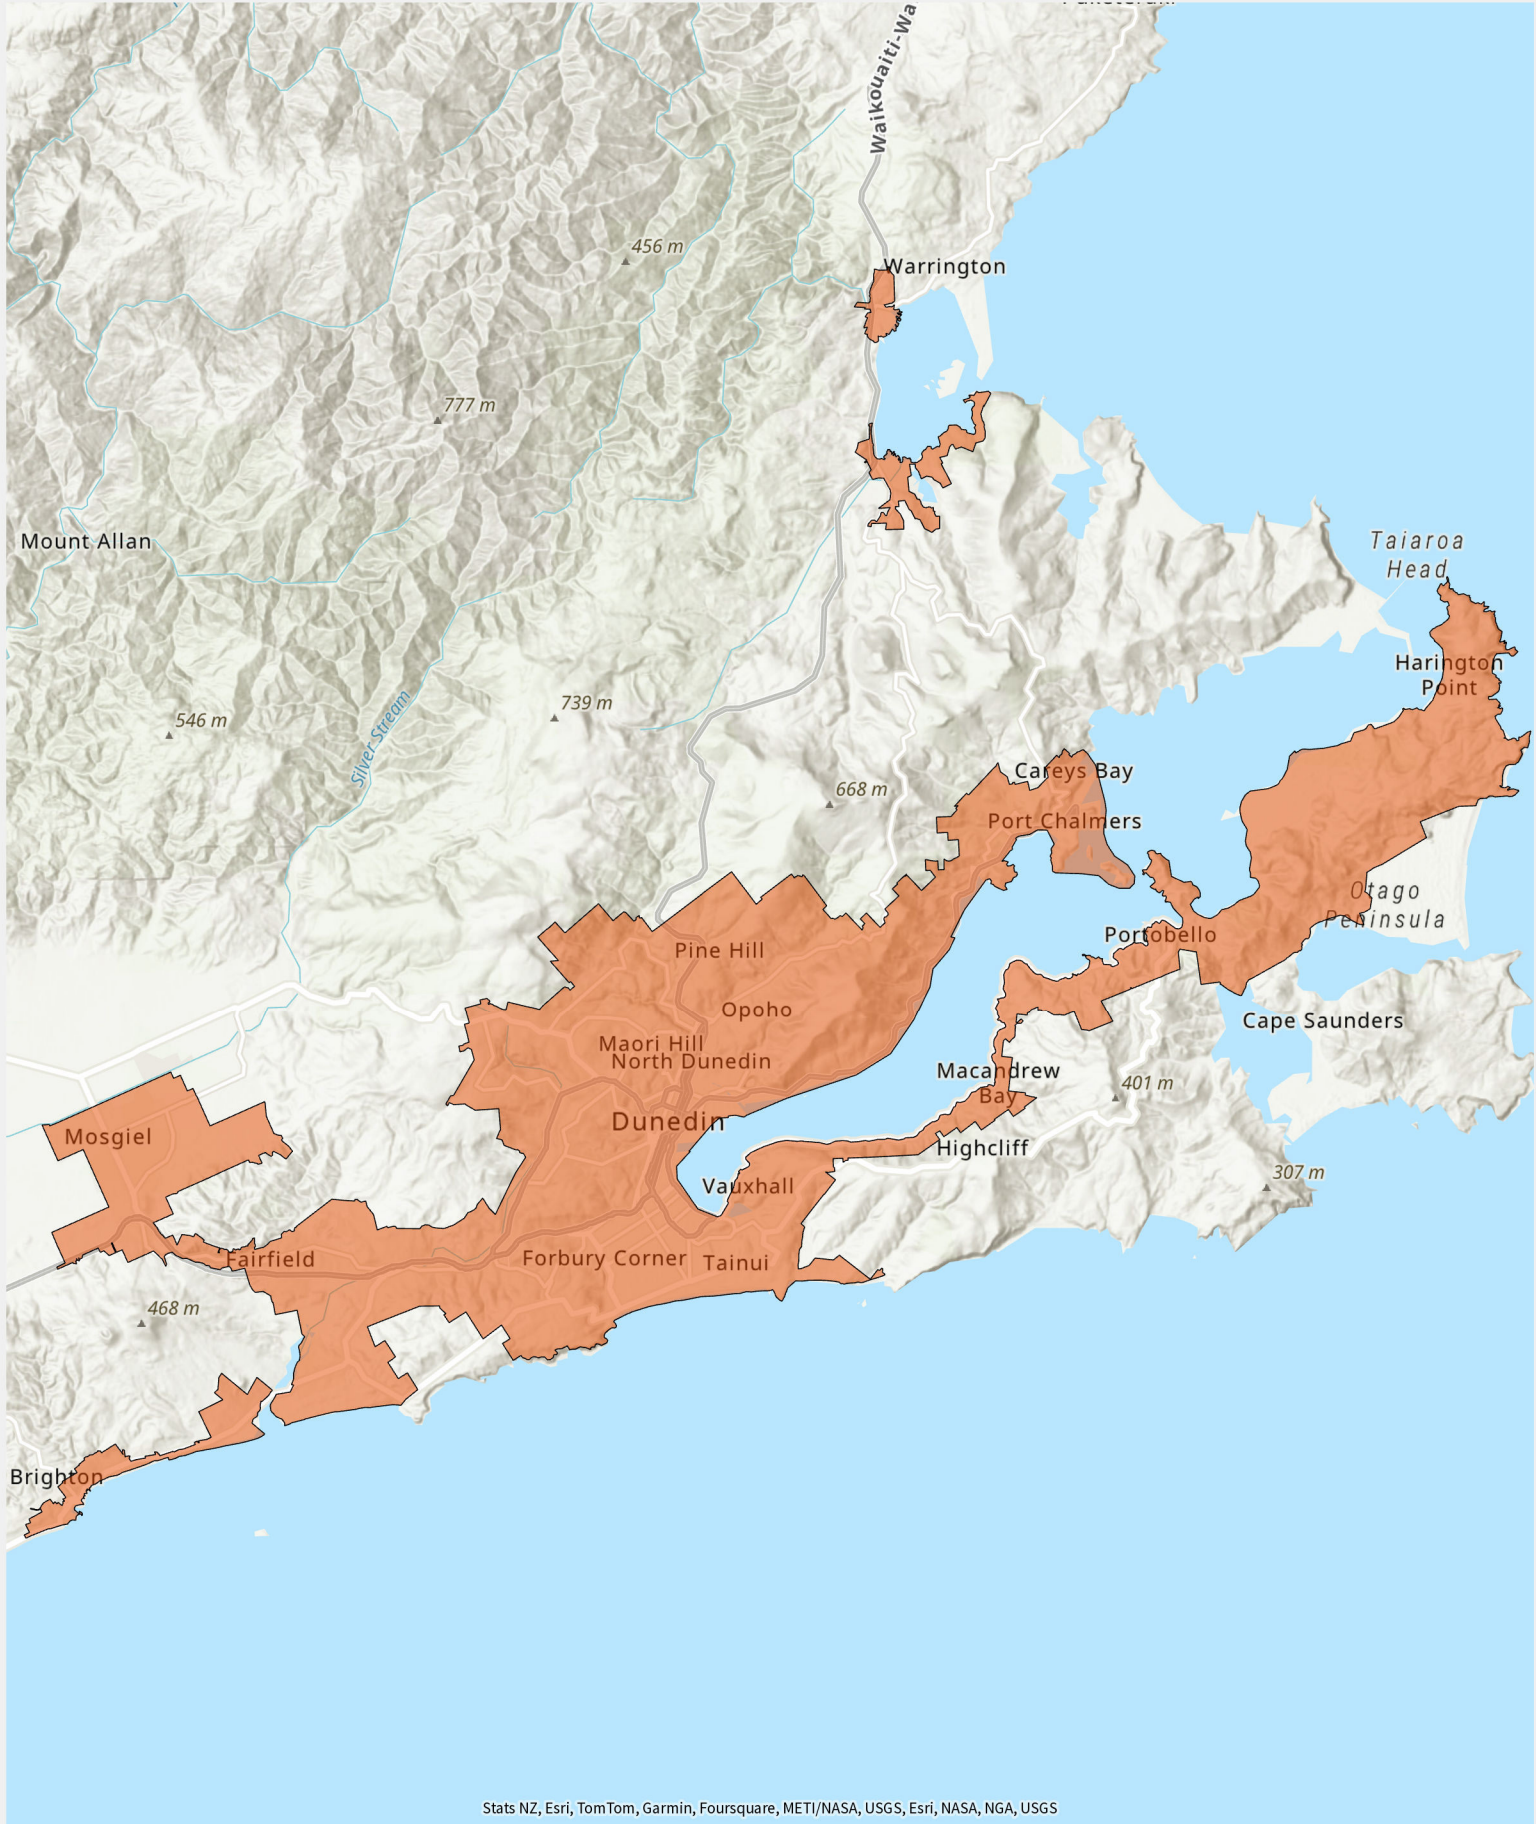 Waikouaiti-Wa
Warrington
456 m
777 m
Mount Allan
Taiaroa
Head
Harington
Point
546 m
Silver Stream
739 m
668 m
Careys Bay
Port Chalmers
Otago
Peninsula
Portobello
Pine Hill
Opoho
Cape Saunders
Maori Hill
North Dunedin
Macandrew
Bay
401 m
Dunedin
Mosgiel
Highcliff
307 m
Vauxhall
Fairfield
Forbury Corner
Tainui
468 m
Brighton
Stats NZ, Esri, TomTom, Garmin, Foursquare, METI/NASA, USGS, Esri, NASA, NGA, USGS